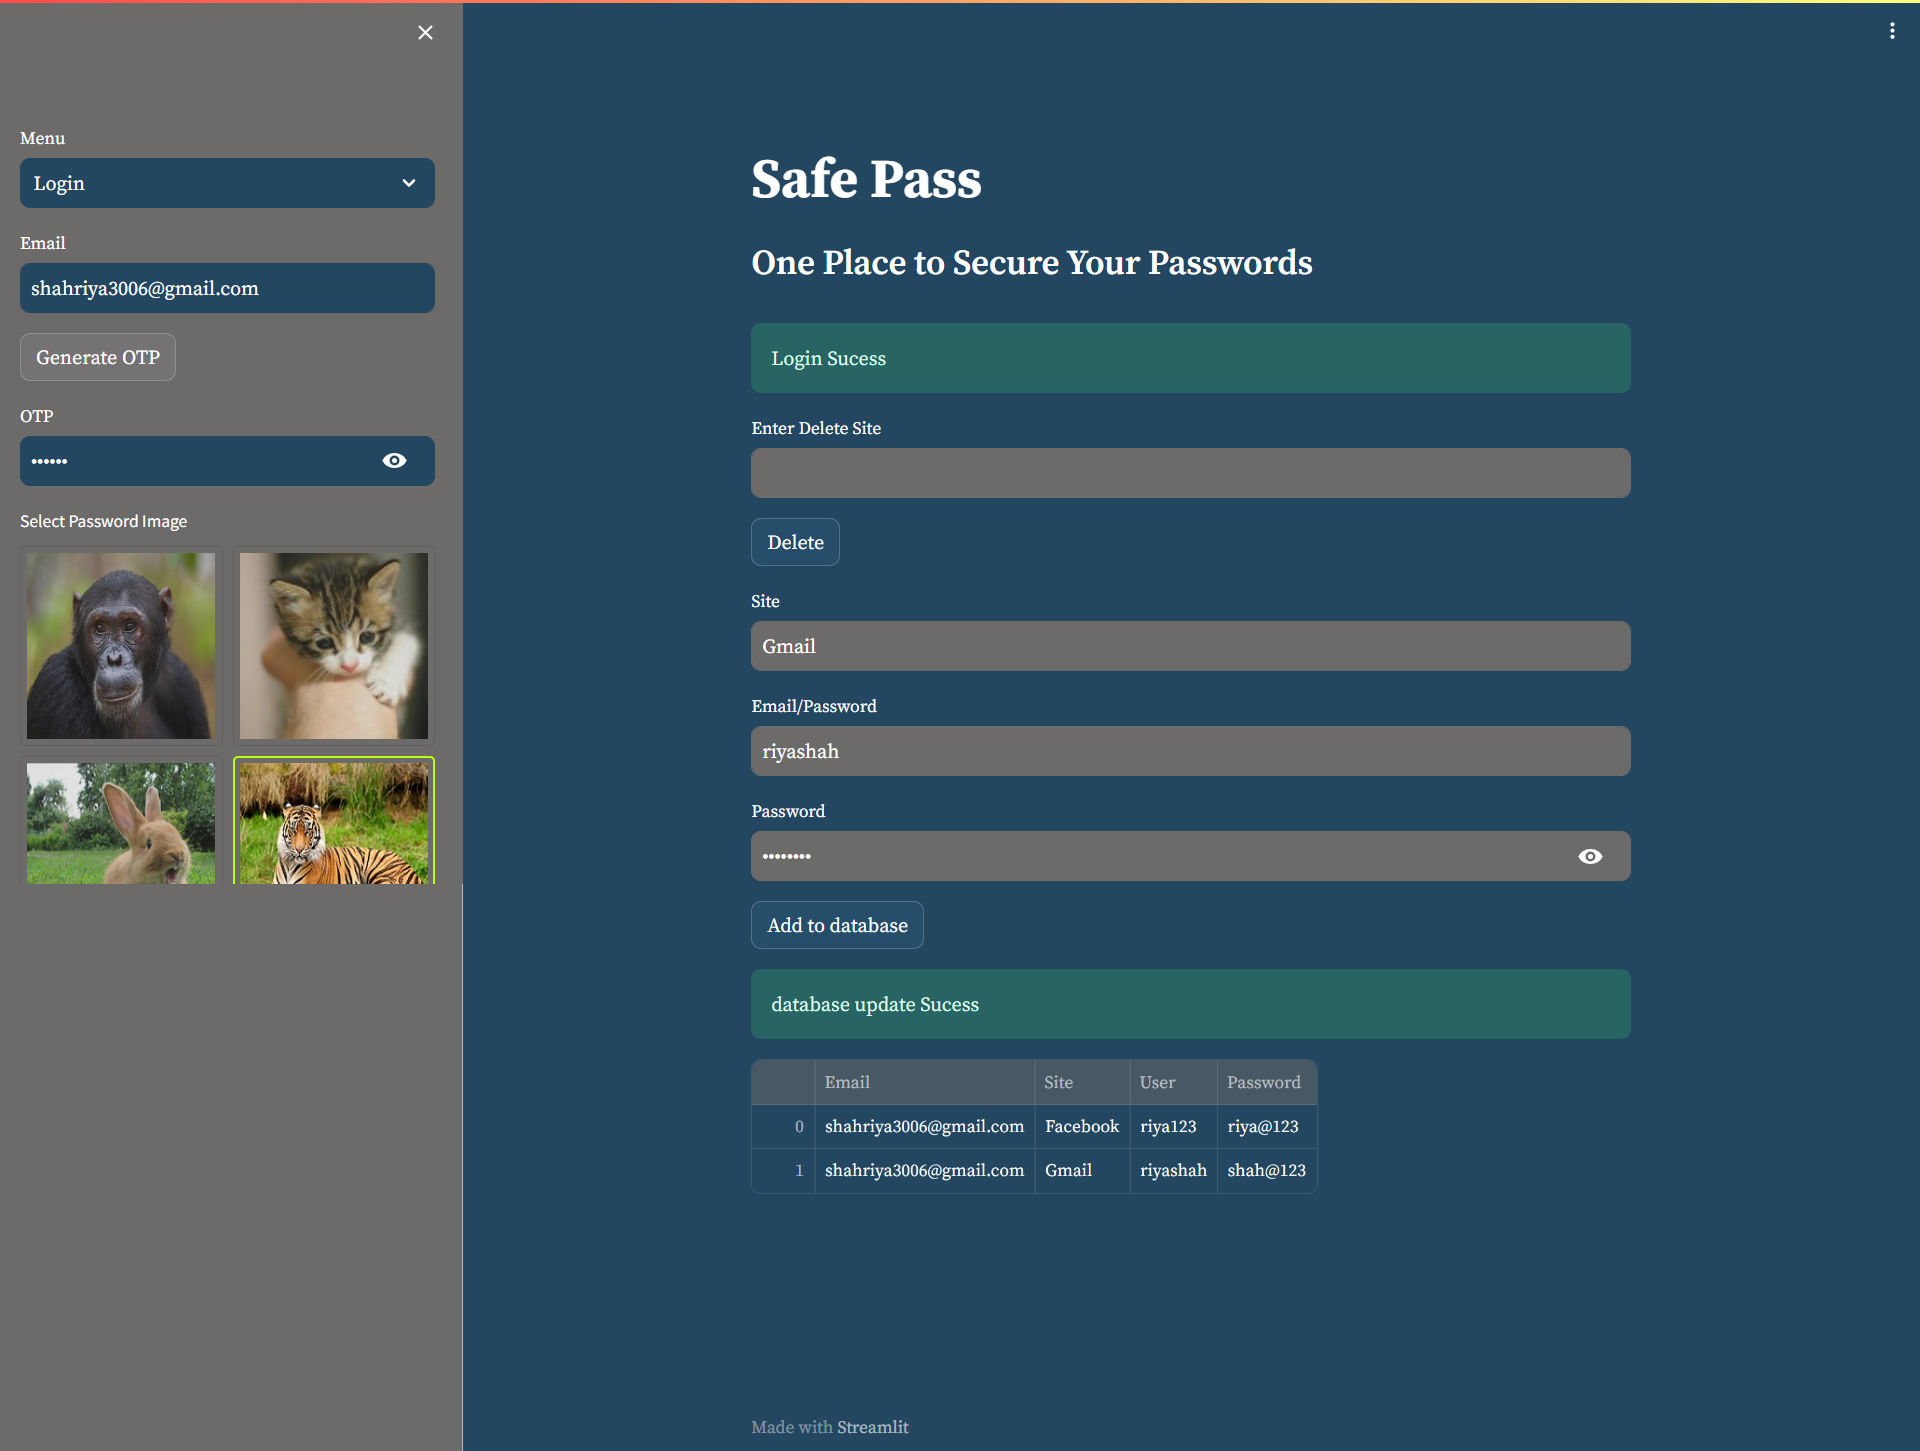 Menu
Login
Email
shahriya3006@gmail.com
Generate OTP
OTP
••••••
Select Password Image
Safe Pass
One Place to Secure Your Passwords
Login Sucess
Enter Delete Site
Delete
Site
Gmail
Email/Password
riyashah
Password
••••••••
Add to database
database update Sucess
Email Site User Password
0 shahriya3006@gmail.com Facebook riya123 riya@123
1 shahriya3006@gmail.com Gmail riyashah shah@123
Made with Streamlit